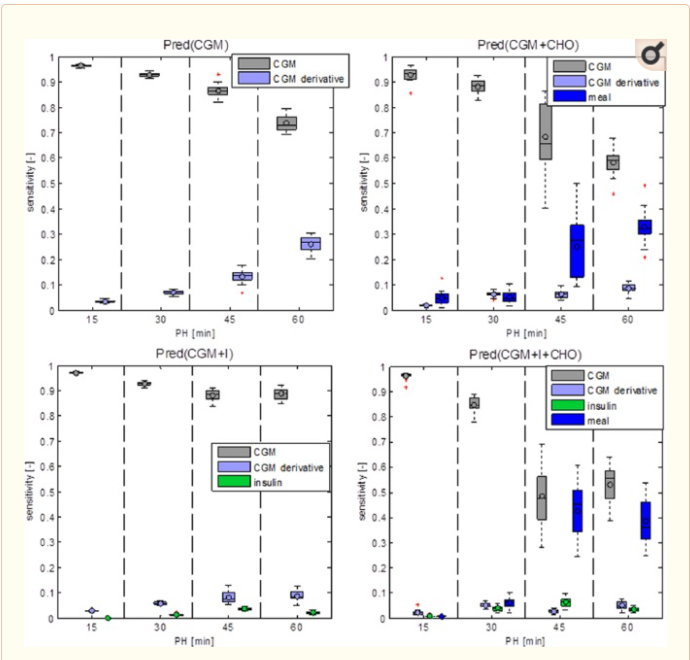 Pred(CGM)
CGM
CGM derivative
sensitivity [-]
1
0.9
0.8
0.7
0.6
0.5
0.4
0.3
0.2
0.1
0
15 30 45 60
PH [min]
Pred(CGM+CHO)
CGM
CGM derivative
meal
sensitivity [-]
1
0.9
0.8
0.7
0.6
0.5
0.4
0.3
0.2
0.1
0
15 30 45 60
PH [min]
Pred(CGM+I)
CGM
CGM derivative
insulin
sensitivity [-]
1
0.9
0.8
0.7
0.6
0.5
0.4
0.3
0.2
0.1
0
15 30 45 60
PH [min]
Pred(CGM+I+CHO)
CGM
CGM derivative
insulin
meal
sensitivity [-]
1
0.9
0.8
0.7
0.6
0.5
0.4
0.3
0.2
0.1
0
15 30 45 60
PH [min]